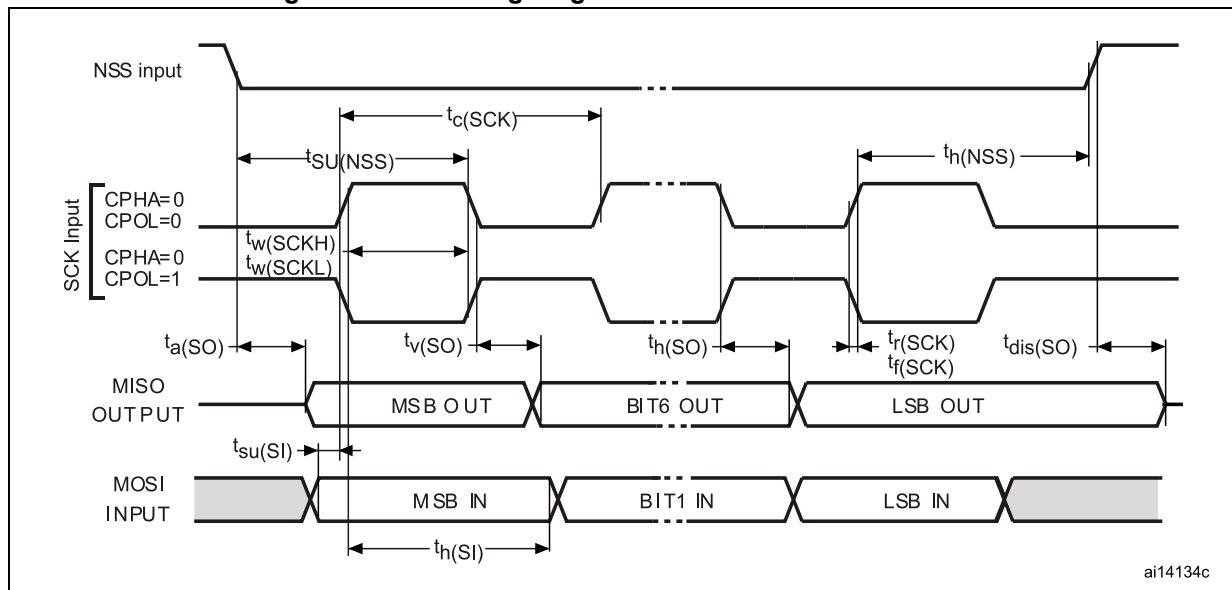 NSS input
tc(SCK)
tSU(NSS)
th(NSS)
SCK Input
CPHA=0
CPOL=0
tw(SCKH)
CPHA=0
tw(SCKL)
CPOL=1
ta(SO)
tv(SO)
th(SO)
tr(SCK)
tf(SCK)
tdis(SO)
MISO
OUTPUT
MSB OUT
BIT6 OUT
LSB OUT
tsu(SI)
MOSI
INPUT
MSB IN
BIT1 IN
LSB IN
th(SI)
ai14134c